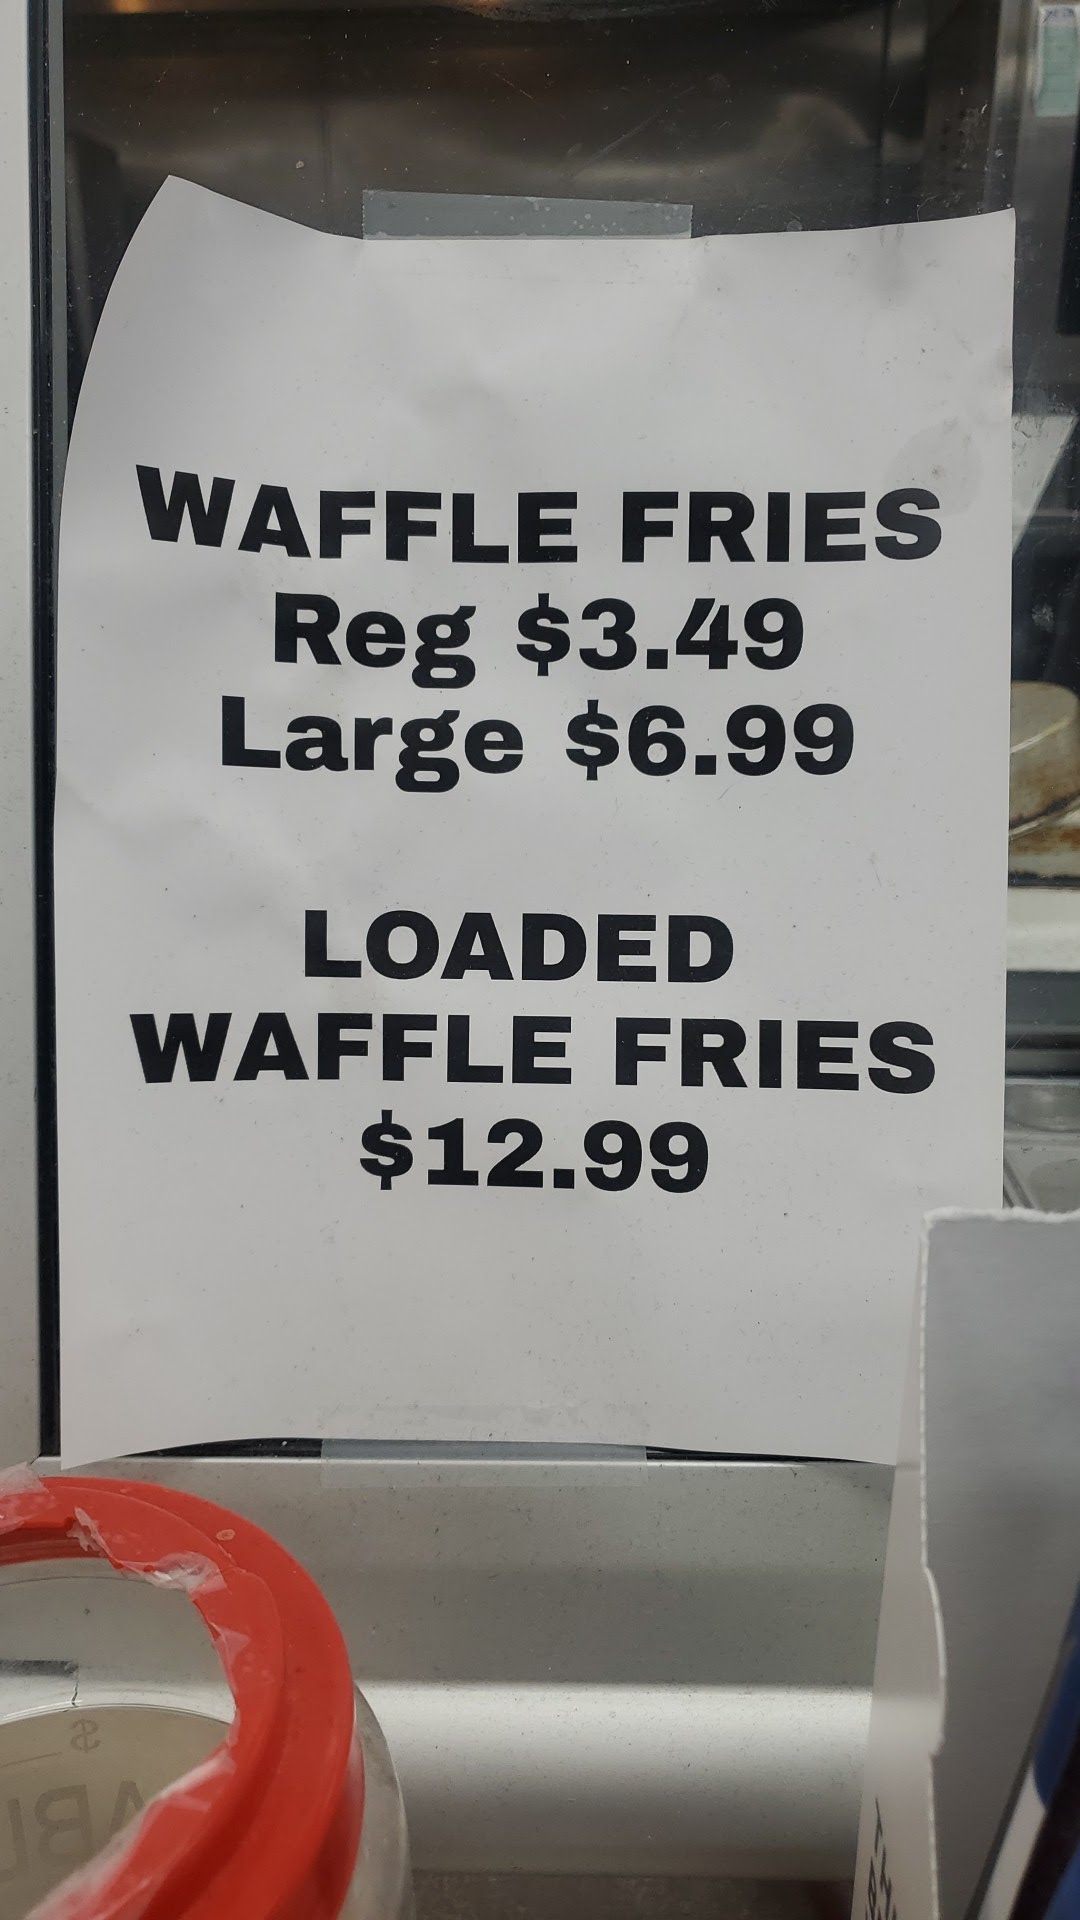 WAFFLE FRIES
Reg $3.49
Large $6.99
LOADED
WAFFLE FRIES
$12.99
$